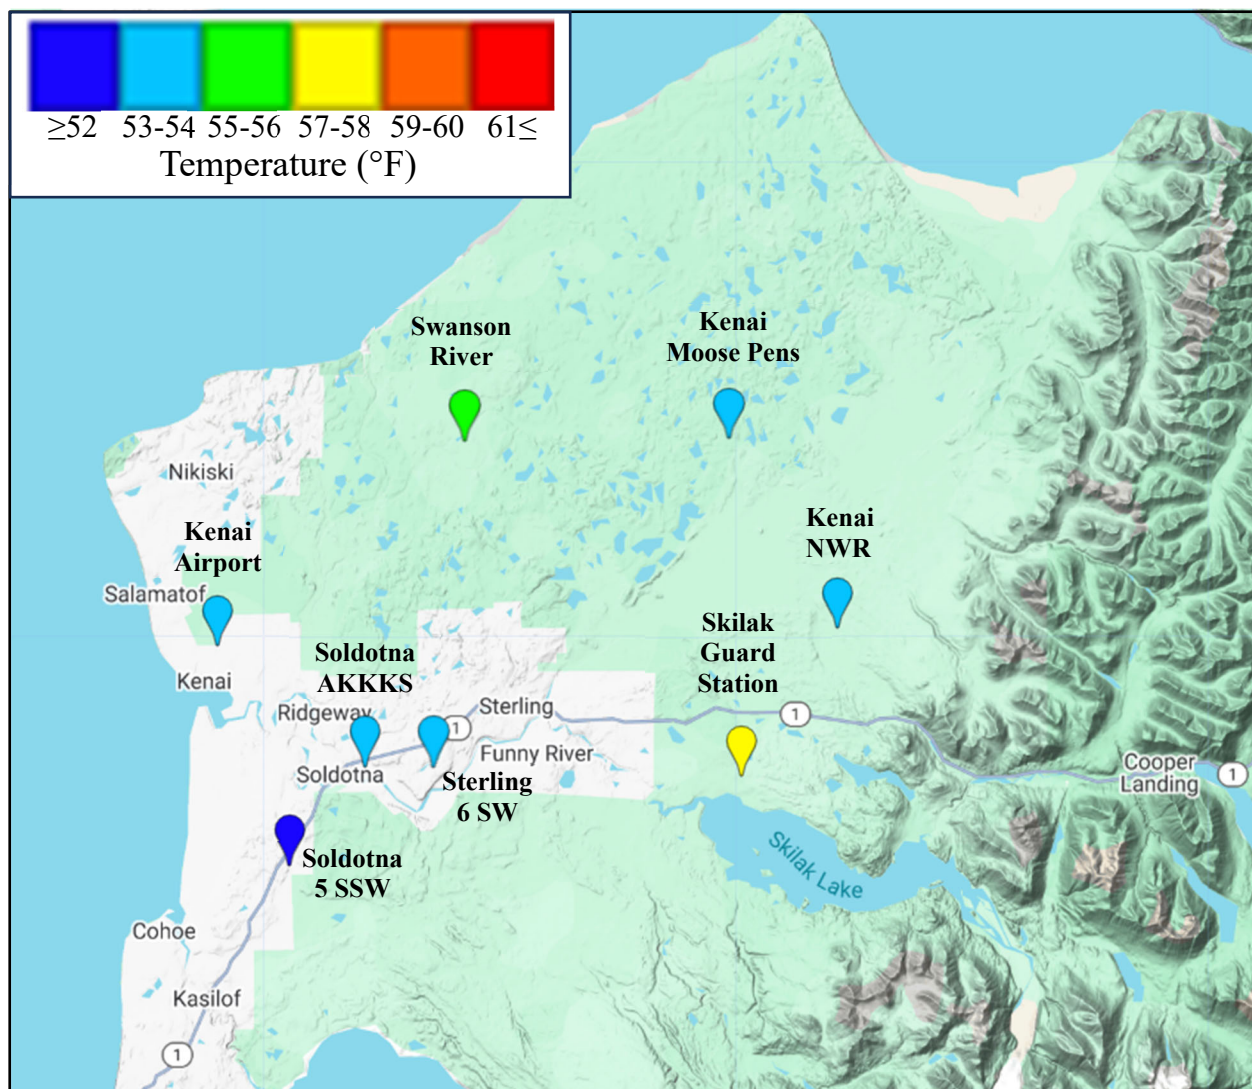 ≥52 53-54 55-56 57-58 59-60 61≤
Temperature (°F)
Swanson
River
Kenai
Moose Pens
Nikiski
Kenai
Airport
Kenai
NWR
Salamatof
Skilak
Guard
Station
Soldotna
AKKKS
Kenai
Ridgeway
Sterling
1
1
Funny River
Soldotna
Sterling
6 SW
Cooper
Landing
1
Soldotna
5 SSW
Skilak Lake
Cohoe
Kasilof
1